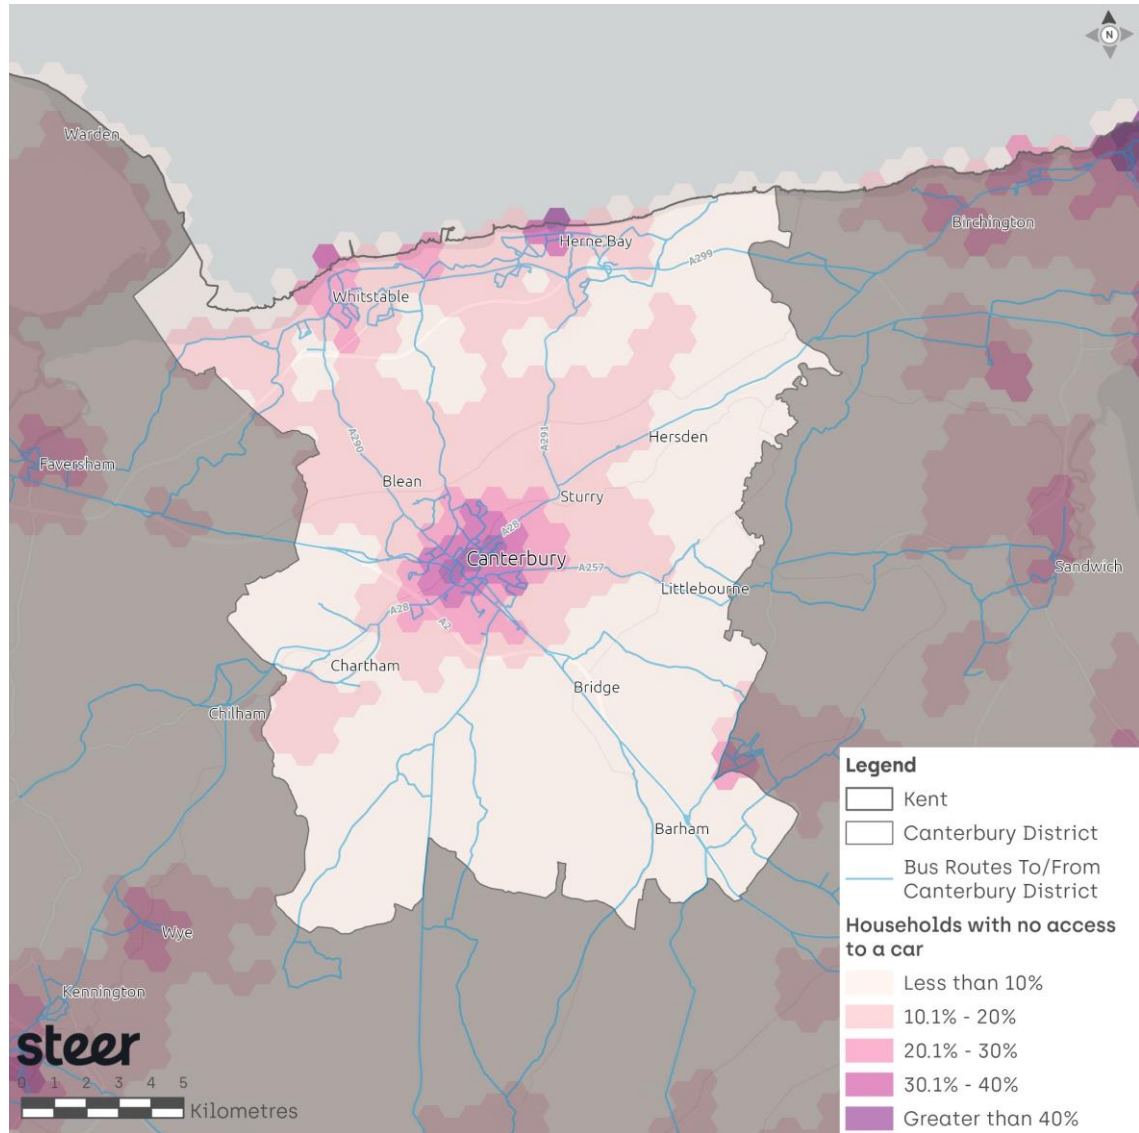 N
Warden
Birchington
Herne Bay
A299
Whitstable
A290
A291
Hersden
Faversham
Blean
Sturry
A28
Canterbury
A257
Sandwich
Littlebourne
A28
A2
Chartham
Bridge
Chilham
Barham
Wye
Kennington
steer
0 1 2 3 4 5
Kilometres
Legend
Kent
Canterbury District
Bus Routes To/From
Canterbury District
Households with no access
to a car
Less than 10%
10.1% - 20%
20.1% - 30%
30.1% - 40%
Greater than 40%